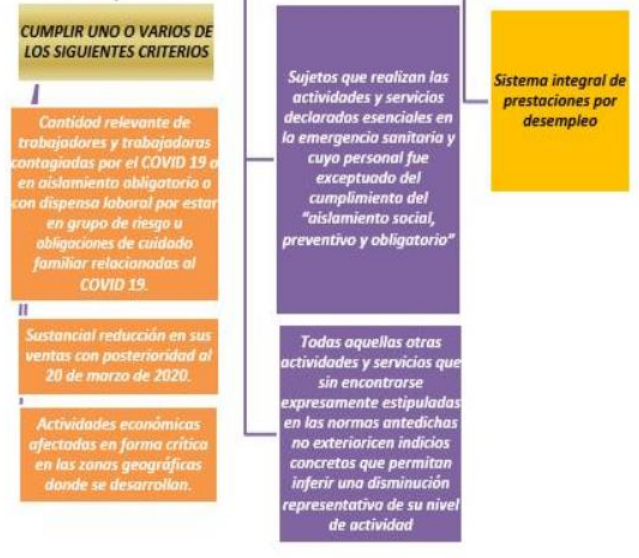 CUMPLIR UNO O VARIOS DE
LOS SIGUIENTES CRITERIOS
Cantidad relevante de
trabajadores y trabajadoras
contagiadas por el COVID 19 o
en aislamiento obligatorio o
con dispensa laboral por estar
en grupo de riesgo u
obligaciones de cuidado
familiar relacionadas al
COVID 19.
Sustancial reducción en sus
ventas con posterioridad al
20 de marzo de 2020.
Actividades económicas
afectadas en forma crítica
en las zonas geográficas
donde se desarrollan.
Sujetos que realizan las
actividades y servicios
declarados esenciales en
la emergencia sanitaria y
cuyo personal fue
exceptuado del
cumplimiento del
"aislamiento social,
preventivo y obligatorio"
Todas aquellas otras
actividades y servicios que
sin encontrarse
expresamente estipuladas
en las normas antedichas
no exterioricen indicios
concretos que permitan
inferir una disminución
representativa de su nivel
de actividad
Sistema integral de
prestaciones por
desempleo